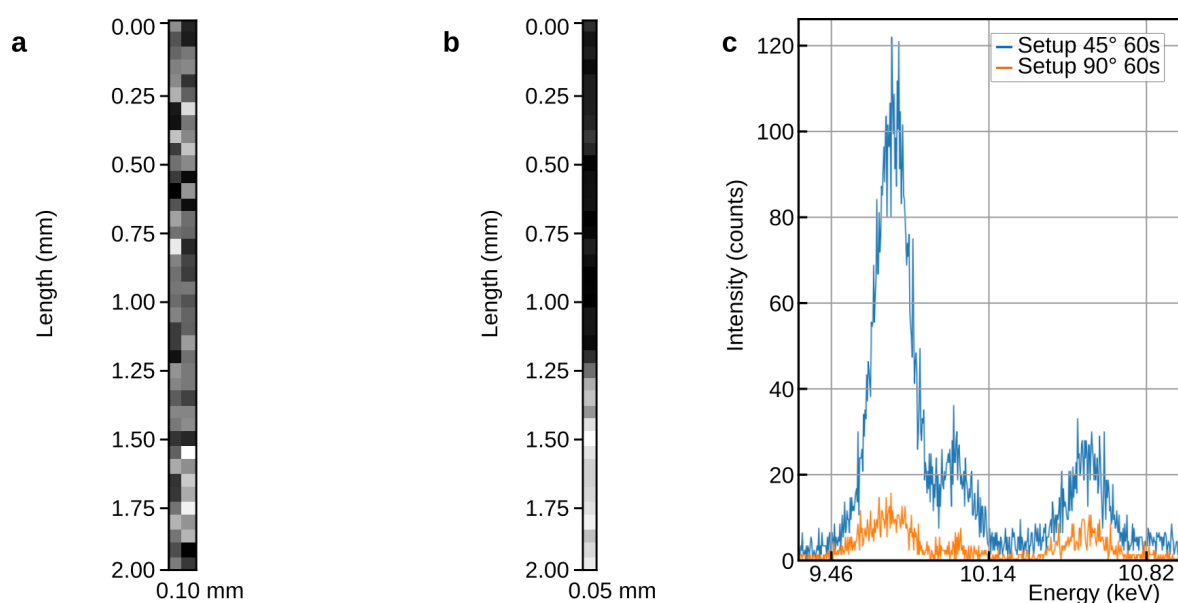 a
0.00
0.25
0.50
0.75
1.00
1.25
1.50
1.75
2.00
Length (mm)
0.10 mm
b
0.00
0.25
0.50
0.75
1.00
1.25
1.50
1.75
2.00
Length (mm)
0.05 mm
c
Setup 45° 60s
Setup 90° 60s
120
100
80
60
40
20
0
Intensity (counts)
9.46
10.14
10.82
Energy (keV)